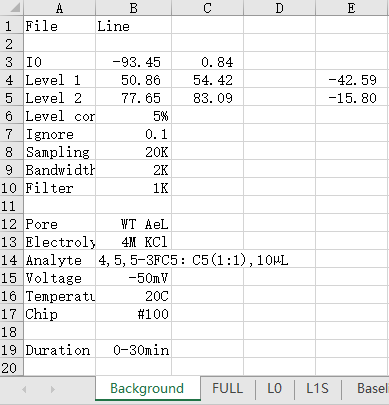 A B C D E
1 File Line
2
3 I0 -93.45 0.84
4 Level 1 50.86 54.42 -42.59
5 Level 2 77.65 83.09 -15.80
6 Level con 5%
7 Ignore 0.1
8 Sampling 20K
9 Bandwidth 2K
10 Filter 1K
11
12 Pore WT AeL
13 Electroly 4M KCl
14 Analyte 4,5,5-3FC5: C5(1:1),10μL
15 Voltage -50mV
16 Temperatu 20C
17 Chip #100
18
19 Duration 0-30min
20
Background FULL L0 L1S Basel